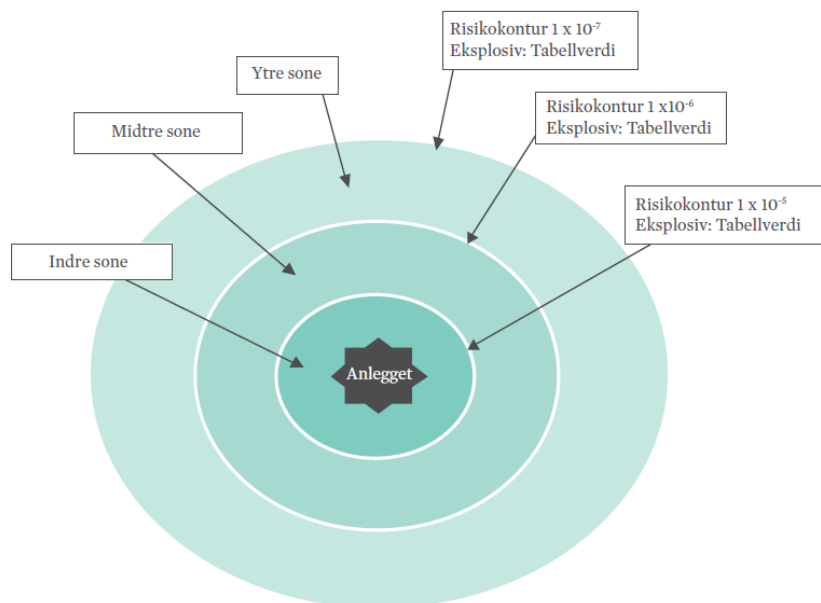 Risikokontur 1 x 10⁻⁷
Eksplosiv: Tabellverdi
Ytre sone
Risikokontur 1 x10⁻⁶
Eksplosiv: Tabellverdi
Midtre sone
Risikokontur 1 x 10⁻⁵
Eksplosiv: Tabellverdi
Indre sone
Anlegget